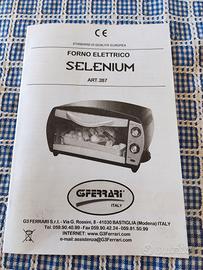 STANDARD DI QUALITÀ EUROPEA
FORNO ELETTRICO
SELENIUM
ART. 387
G3FERRARI
ITALY
G3 FERRARI S.r.l. - Via G. Rossini, 8 - 41030 BASTIGLIA (Modena) ITALY
Tel. 059.90.40.99 - Fax 059.90.42.24 - 059.81.50.99
INTERNET: www.G3Ferrari.com
e-mail:assistenza@G3Ferrari.com